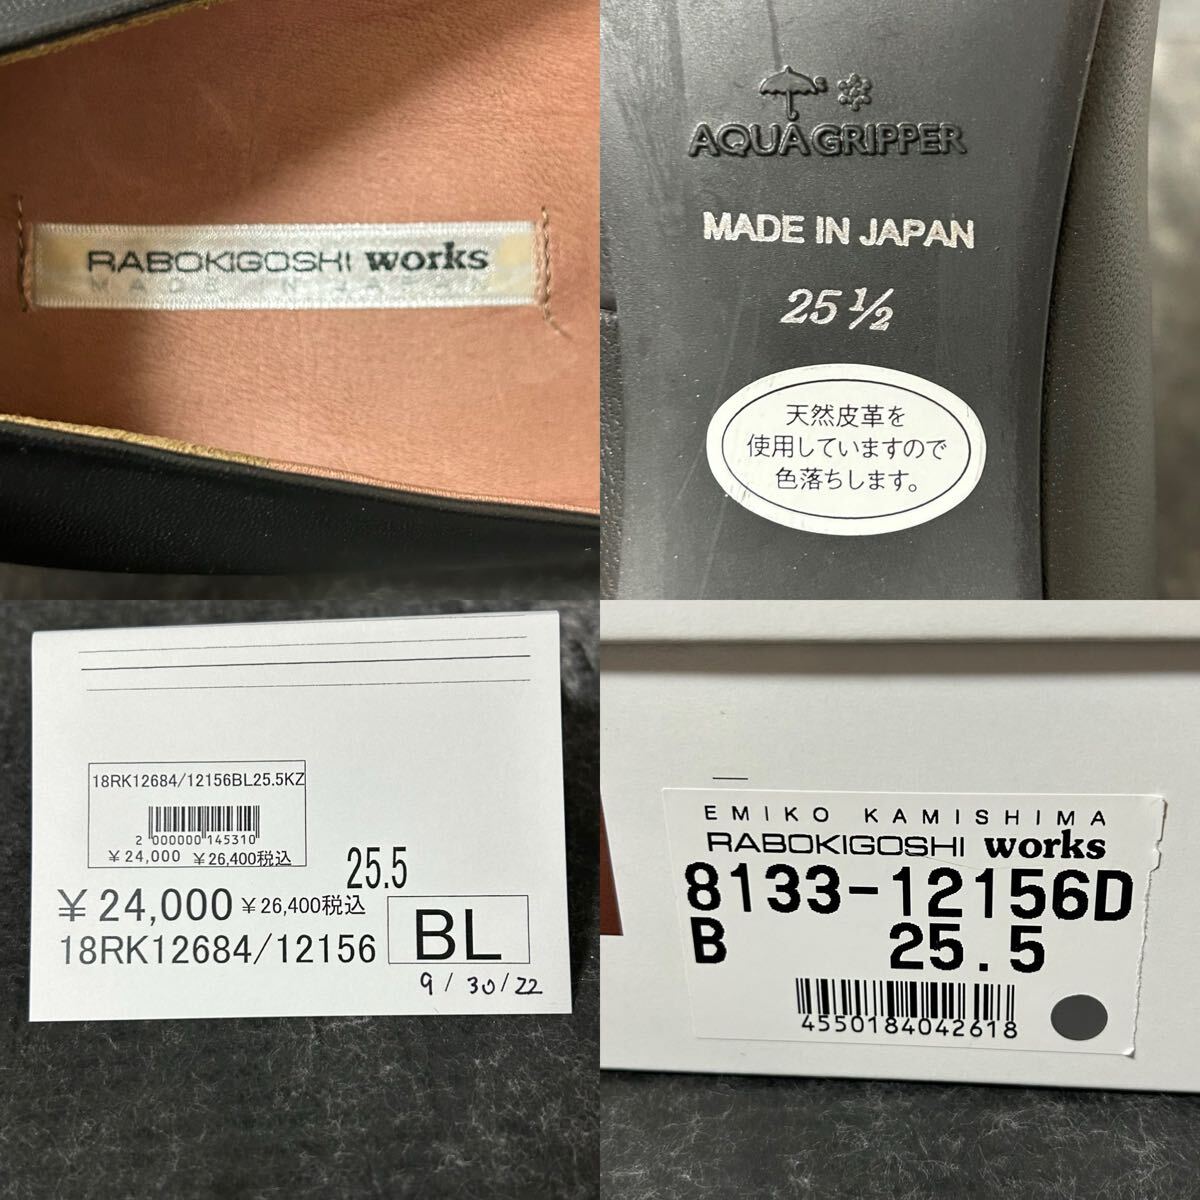 RABOKIGOSHI works
MADE IN JAPAN
AQUA GRIPPER
MADE IN JAPAN
25 ½
天然皮革を
使用していますので
色落ちします。
18RK12684/12156BL25.5KZ
2 000000 145310
￥24,000 ￥26,400税込
25.5
￥24,000 ￥26,400税込
18RK12684/12156 BL
9/30/22
EMIKO KAMISHIMA
RABOKIGOSHI works
8133-12156D
B 25.5
4550184042618